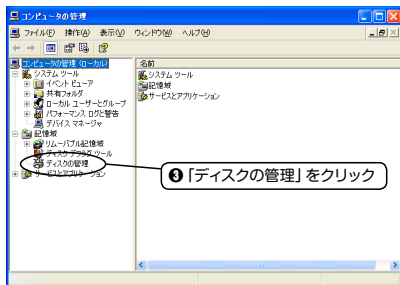 コンピュータの管理
ファイル(F) 操作(A) 表示(V) ウィンドウ(W) ヘルプ(H)
コンピュータの管理 (ローカル)
システム ツール
イベント ビューア
共有フォルダ
ローカル ユーザーとグループ
パフォーマンス ログと警告
デバイス マネージャ
記憶域
リムーバブル記憶域
ディスク デフラグ ツール
ディスクの管理
サービスとアプリケーション
名前
システム ツール
記憶域
サービスとアプリケーション
❸「ディスクの管理」をクリック